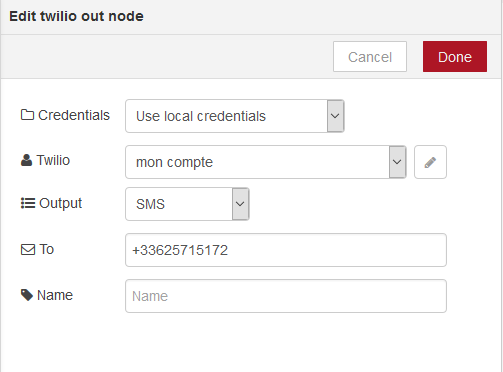 Edit twilio out node
Cancel Done
Credentials Use local credentials
Twilio mon compte
Output SMS
To +33625715172
Name Name